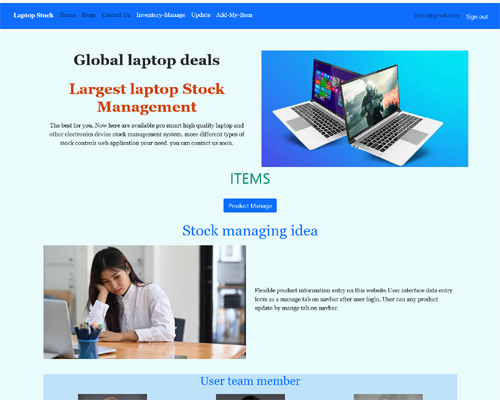 Laptop Stock Home Blogs Contact Us Inventory-Manage Update Add-My-Item Sign out
Global laptop deals
Largest laptop Stock
Management
The best for you. Now here are available pro smart high quality laptop and
other electronics device stock management system. more different types of
stock controls web application your need. you can contact us soon.
ITEMS
Product Manage
Stock managing idea
Flexible product information entry on this website.User interface data entry
form as a manage tab on navbar after user login. User can any product
update by mange tab on navbar.
User team member